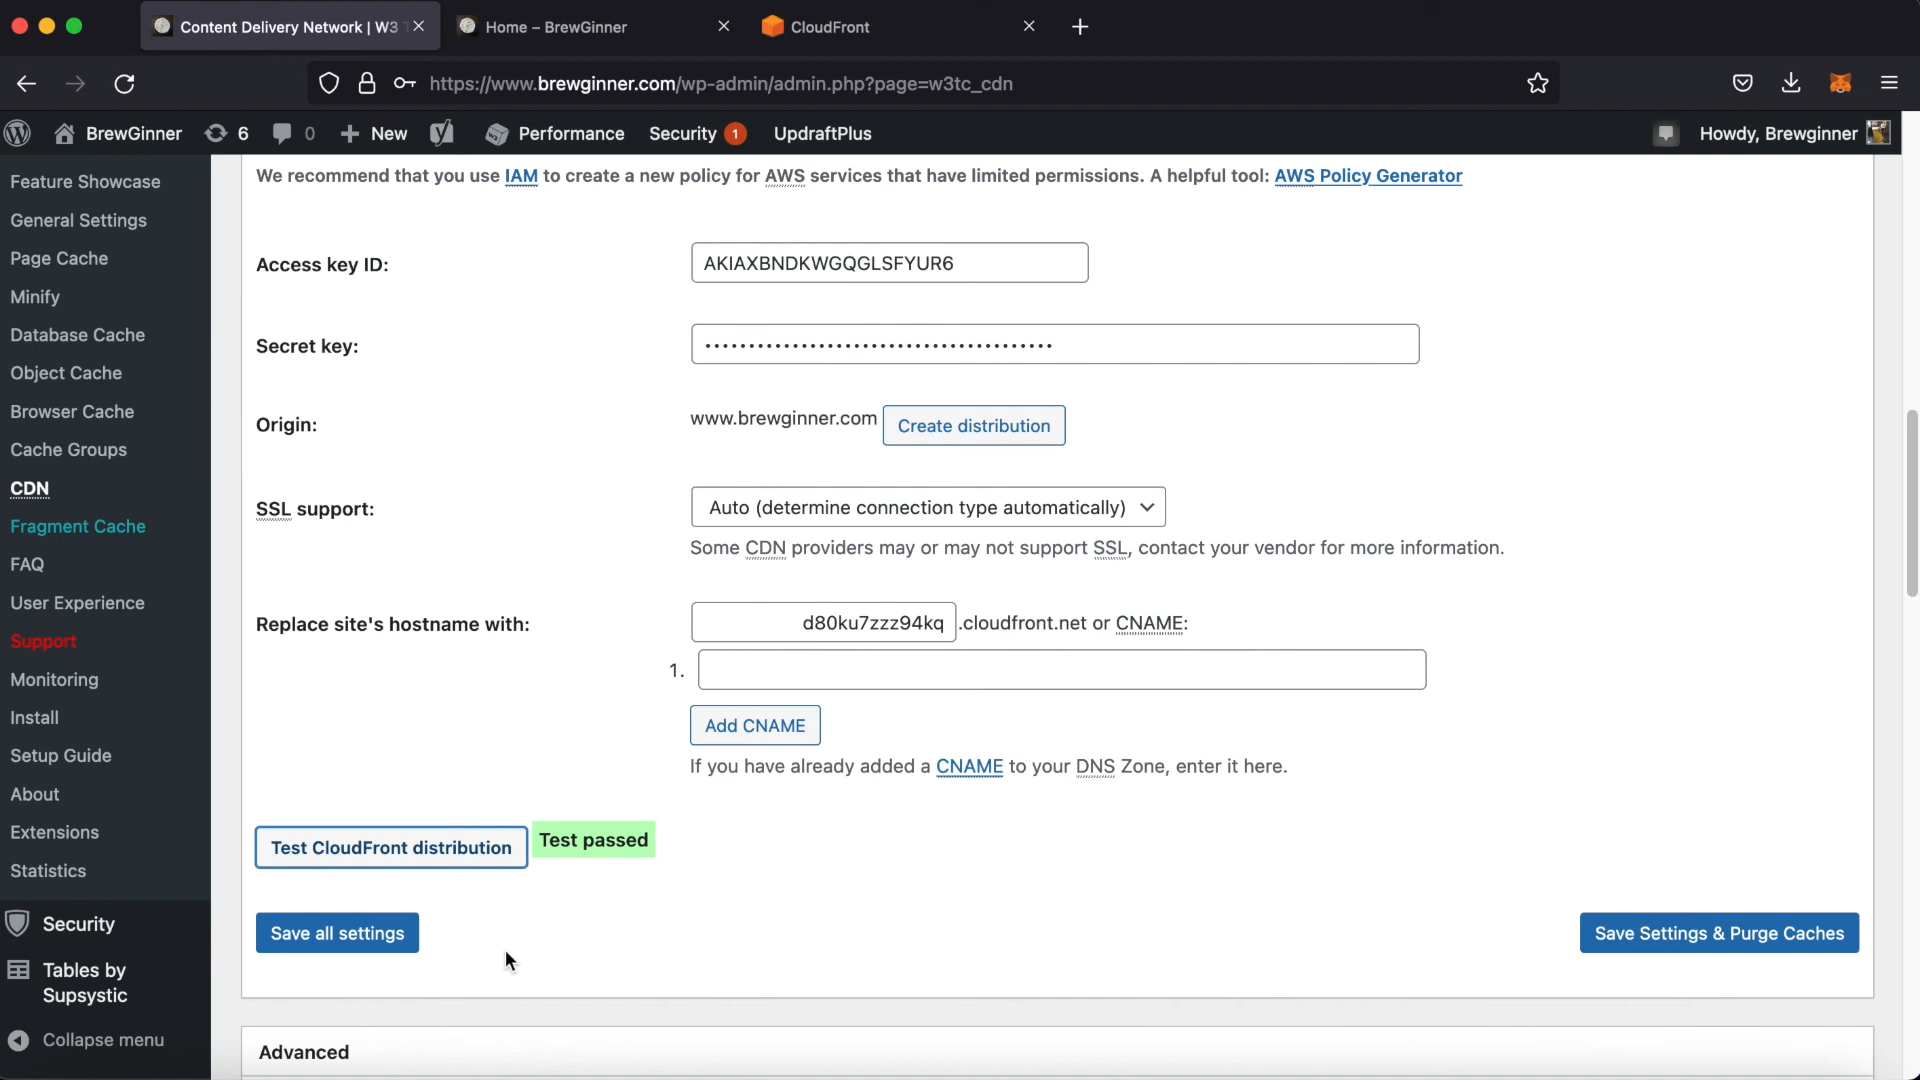 Content Delivery Network | W3 T
Home – BrewGinner
CloudFront
https://www.brewginner.com/wp-admin/admin.php?page=w3tc_cdn
BrewGinner
6
0
New
Performance
Security 1
UpdraftPlus
Howdy, Brewginner
Feature Showcase
General Settings
Page Cache
Minify
Database Cache
Object Cache
Browser Cache
Cache Groups
CDN
Fragment Cache
FAQ
User Experience
Support
Monitoring
Install
Setup Guide
About
Extensions
Statistics
Security
Tables by
Supsystic
Collapse menu
We recommend that you use IAM to create a new policy for AWS services that have limited permissions. A helpful tool: AWS Policy Generator
Access key ID:
AKIAXBNDKWGQGLSFYUR6
Secret key:
••••••••••••••••••••••••••••••••••••••••
Origin:
www.brewginner.com Create distribution
SSL support:
Auto (determine connection type automatically)
Some CDN providers may or may not support SSL, contact your vendor for more information.
Replace site's hostname with:
d80ku7zzz94kq .cloudfront.net or CNAME:
1.
Add CNAME
If you have already added a CNAME to your DNS Zone, enter it here.
Test CloudFront distribution Test passed
Save all settings
Save Settings & Purge Caches
Advanced